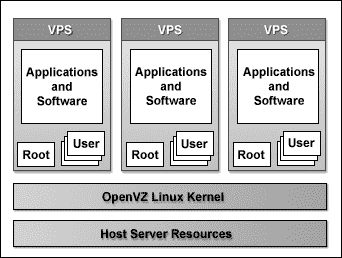 VPS
Applications
and
Software
Root
User
VPS
Applications
and
Software
Root
User
VPS
Applications
and
Software
Root
User
OpenVZ Linux Kernel
Host Server Resources